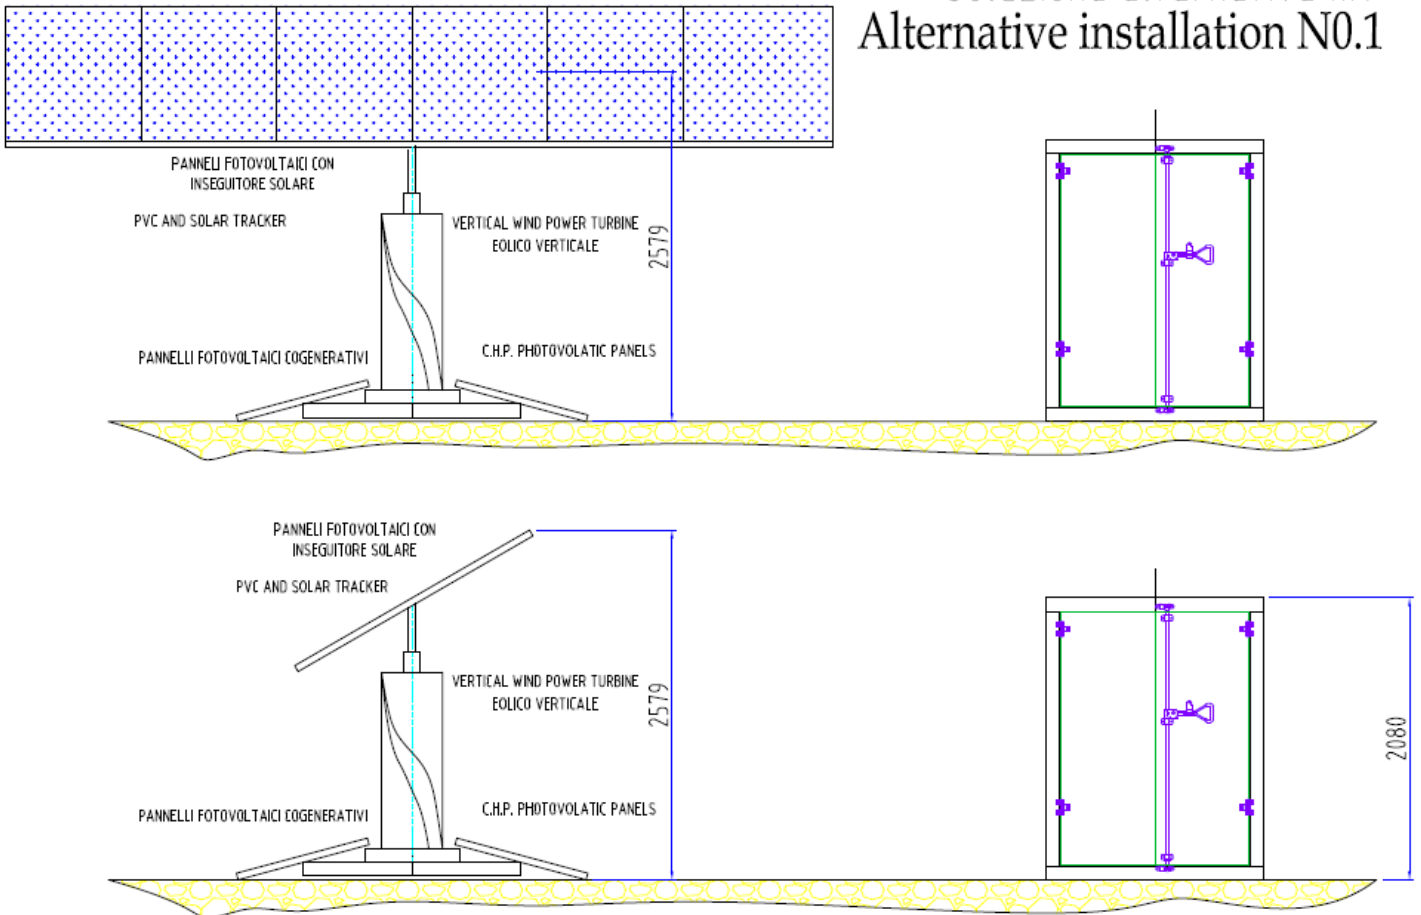 Alternative installation N0.1
PANNELI FOTOVOLTAICI CON
INSEGUITORE SOLARE
PVC AND SOLAR TRACKER
VERTICAL WIND POWER TURBINE
EOLICO VERTICALE
2579
PANNELLI FOTOVOLTAICI COGENERATIVI
C.H.P. PHOTOVOLATIC PANELS
PANNELI FOTOVOLTAICI CON
INSEGUITORE SOLARE
PVC AND SOLAR TRACKER
VERTICAL WIND POWER TURBINE
EOLICO VERTICALE
2579
2080
PANNELLI FOTOVOLTAICI COGENERATIVI
C.H.P. PHOTOVOLATIC PANELS